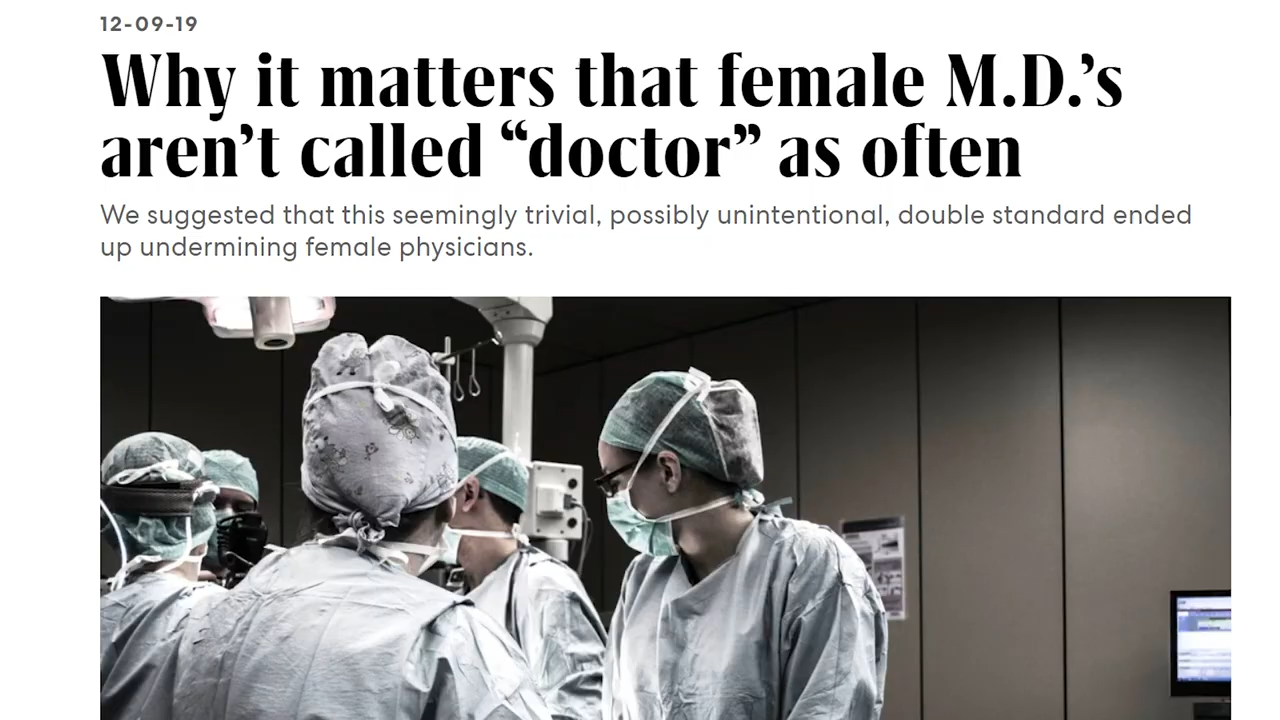 12-09-19
Why it matters that female M.D.’s
aren’t called “doctor” as often
We suggested that this seemingly trivial, possibly unintentional, double standard ended
up undermining female physicians.